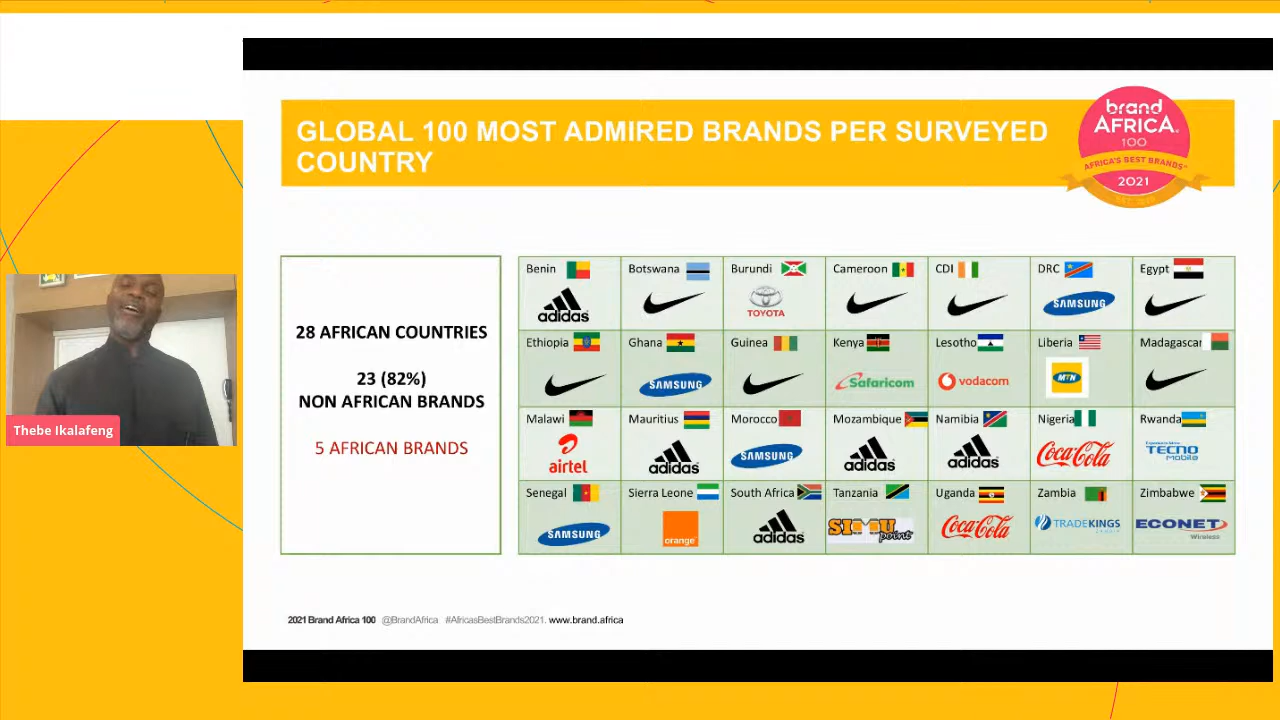 GLOBAL 100 MOST ADMIRED BRANDS PER SURVEYED
COUNTRY
brand
AFRICA.
100
AFRICA'S BEST BRANDS™
2021
28 AFRICAN COUNTRIES
23 (82%)
NON AFRICAN BRANDS
5 AFRICAN BRANDS
Benin Botswana Burundi Cameroon CDI DRC Egypt
adidas TOYOTA SAMSUNG
Ethiopia Ghana Guinea Kenya Lesotho Liberia Madagascar
SAMSUNG Safaricom vodacom MTN
Malawi Mauritius Morocco Mozambique Namibia Nigeria Rwanda
airtel adidas SAMSUNG adidas adidas Coca-Cola TECNO
Mobile
Senegal Sierra Leone South Africa Tanzania Uganda Zambia Zimbabwe
SAMSUNG orange adidas SIMU point Coca-Cola TRADEKINGS ECONET
Wireless
Thebe Ikalafeng
2021 Brand Africa 100 @BrandAfrica #AfricasBestBrands2021. www.brand.africa